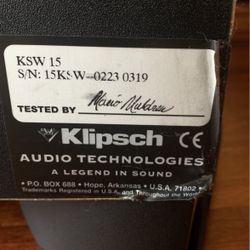 KSW 15
S/N: 15KSW-0223 0319
TESTED BY
Klipsch CE
AUDIO TECHNOLOGIES
A LEGEND IN SOUND
• P.O. BOX 688 • Hope, Arkansas • U.S.A. 71802 •
Trademarks Registered in U.S.A. and Throughout the World